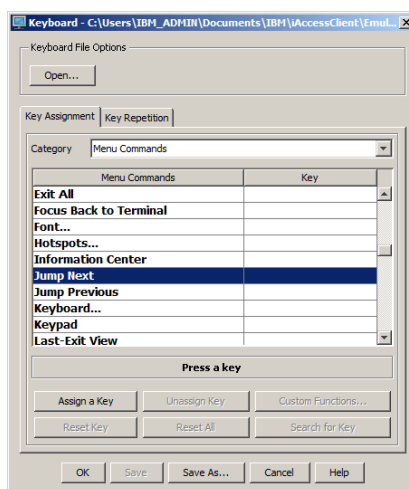 Keyboard - C:\Users\IBM_ADMIN\Documents\IBM\iAccessClient\Emul...
Keyboard File Options
Open...
Key Assignment Key Repetition
Category Menu Commands
Menu Commands Key
Exit All
Focus Back to Terminal
Font...
Hotspots...
Information Center
Jump Next
Jump Previous
Keyboard...
Keypad
Last-Exit View
Press a key
Assign a Key Unassign Key Custom Functions...
Reset Key Reset All Search for Key
OK Save Save As... Cancel Help